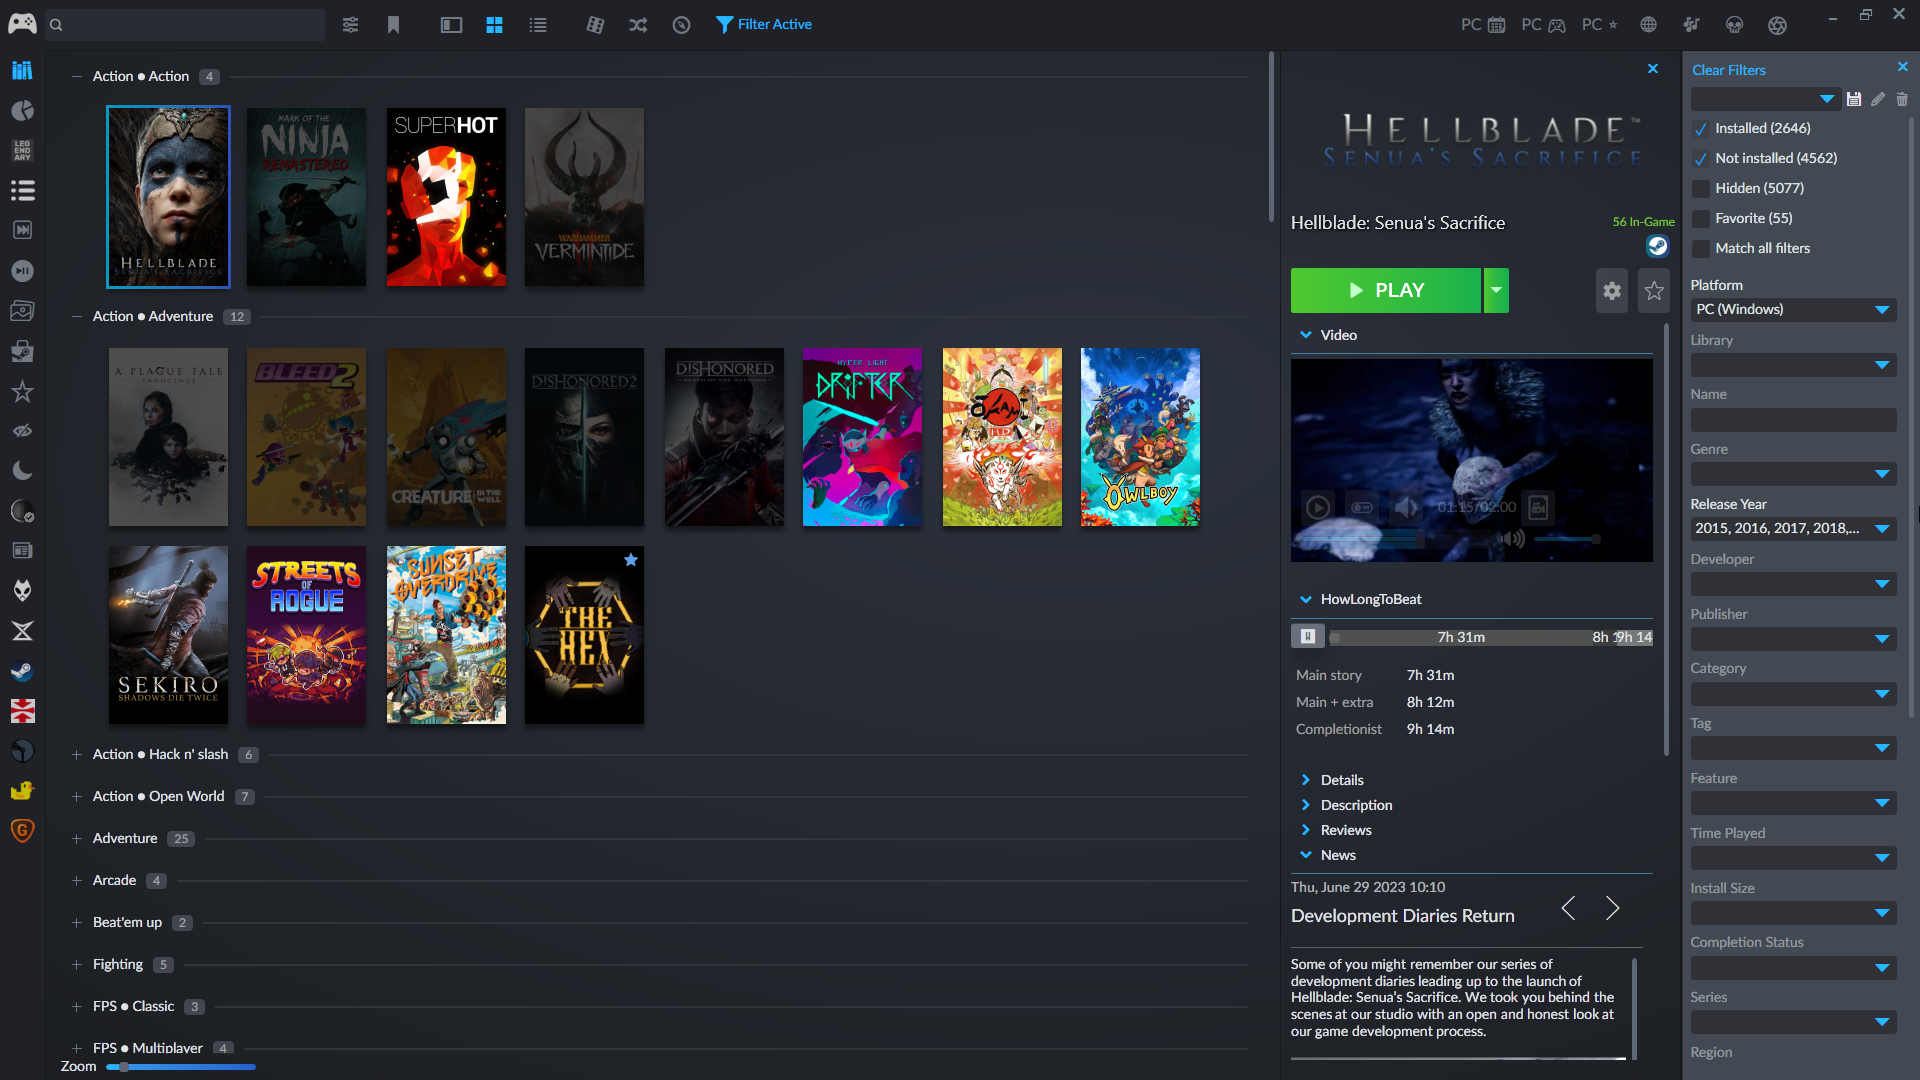 Filter Active
PC
PC
PC
LEG
END
ARY
Action • Action 4
HELLBLADE
SENUA'S SACRIFICE
MARK OF THE
NINJA
REMASTERED
SUPERHOT
WARHAMMER
VERMINTIDE
Action • Adventure 12
A PLAGUE TALE
INNOCENCE
BLEED 2
CREATURE IN THE WELL
DISHONORED 2
DISHONORED
DEATH OF THE OUTSIDER
HYPER LIGHT
DRIFTER
OKAMI
HD
OWLBOY
SEKIRO
SHADOWS DIE TWICE
STREETS
OF
ROGUE
SUNSET
OVERDRIVE
THE
HEX
Action • Hack n' slash 6
Action • Open World 7
Adventure 25
Arcade 4
Beat'em up 2
Fighting 5
FPS • Classic 3
FPS • Multiplayer 4
Zoom
G
HELLBLADE™
SENUA'S SACRIFICE
Hellblade: Senua's Sacrifice
56 In-Game
PLAY
Video
01:15/02:00
HowLongToBeat
7h 31m 8h 1 9h 14
Main story 7h 31m
Main + extra 8h 12m
Completionist 9h 14m
Details
Description
Reviews
News
Thu, June 29 2023 10:10
Development Diaries Return
Some of you might remember our series of
development diaries leading up to the launch of
Hellblade: Senua's Sacrifice. We took you behind the
scenes at our studio with an open and honest look at
our game development process.
Clear Filters
Installed (2646)
Not installed (4562)
Hidden (5077)
Favorite (55)
Match all filters
Platform
PC (Windows)
Library
Name
Genre
Release Year
2015, 2016, 2017, 2018,...
Developer
Publisher
Category
Tag
Feature
Time Played
Install Size
Completion Status
Series
Region